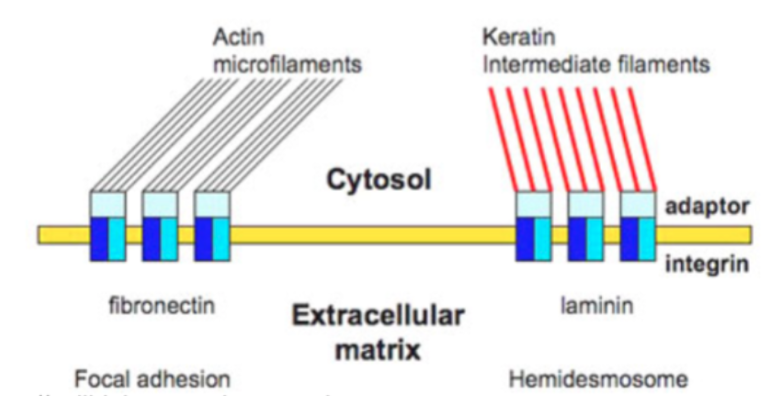 Actin
microfilaments
Keratin
Intermediate filaments
Cytosol
adaptor
integrin
fibronectin
Extracellular
matrix
laminin
Focal adhesion
Hemidesmosome